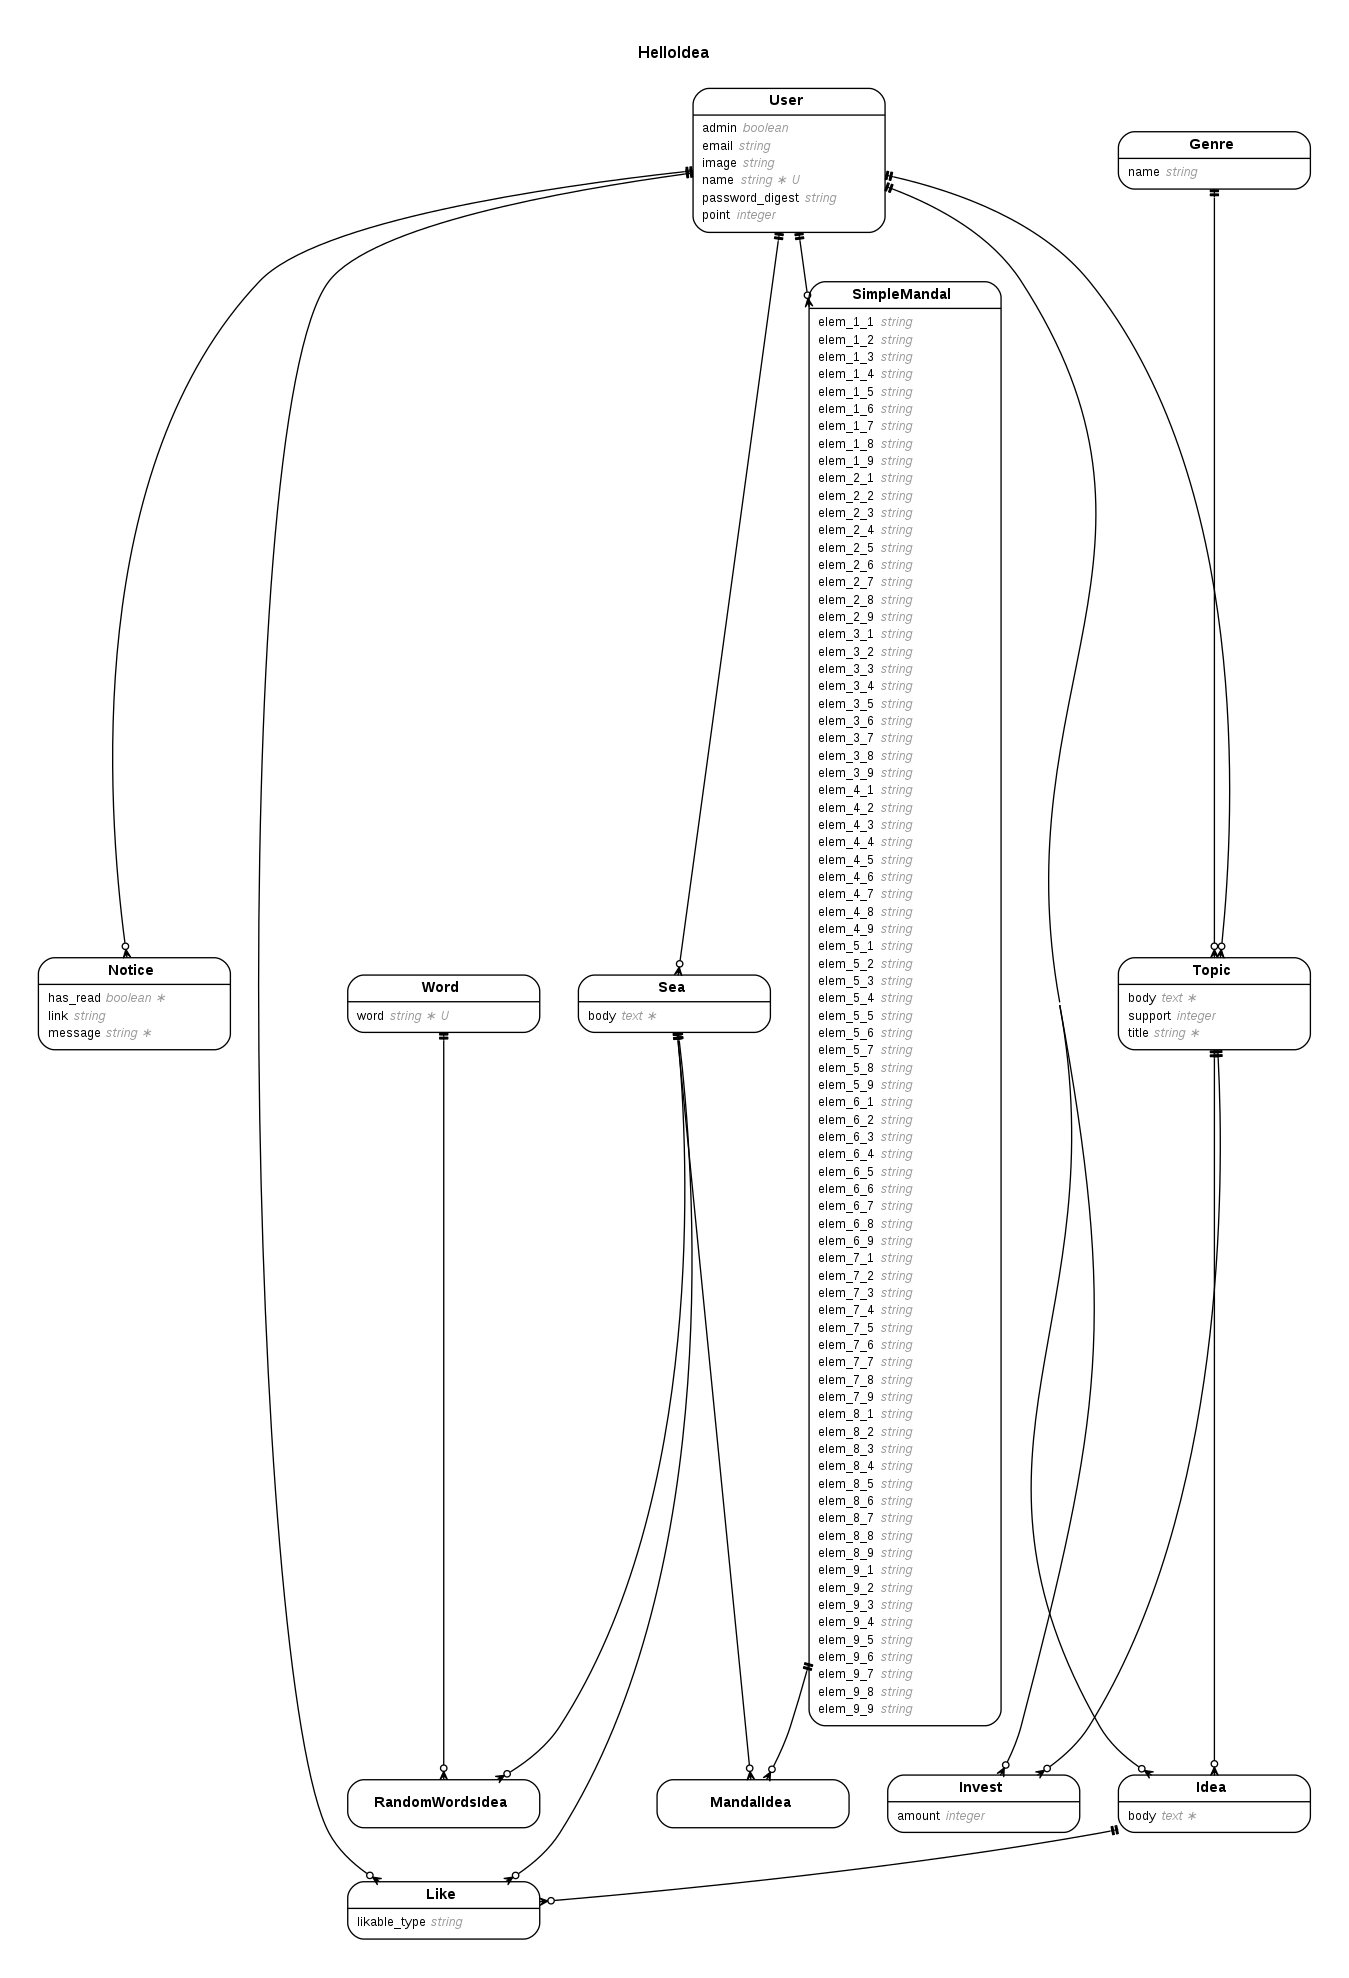 HelloIdea
User
admin boolean
email string
image string
name string ∗ U
password_digest string
point integer
Genre
name string
SimpleMandal
elem_1_1 string
elem_1_2 string
elem_1_3 string
elem_1_4 string
elem_1_5 string
elem_1_6 string
elem_1_7 string
elem_1_8 string
elem_1_9 string
elem_2_1 string
elem_2_2 string
elem_2_3 string
elem_2_4 string
elem_2_5 string
elem_2_6 string
elem_2_7 string
elem_2_8 string
elem_2_9 string
elem_3_1 string
elem_3_2 string
elem_3_3 string
elem_3_4 string
elem_3_5 string
elem_3_6 string
elem_3_7 string
elem_3_8 string
elem_3_9 string
elem_4_1 string
elem_4_2 string
elem_4_3 string
elem_4_4 string
elem_4_5 string
elem_4_6 string
elem_4_7 string
elem_4_8 string
elem_4_9 string
elem_5_1 string
elem_5_2 string
elem_5_3 string
elem_5_4 string
elem_5_5 string
elem_5_6 string
elem_5_7 string
elem_5_8 string
elem_5_9 string
elem_6_1 string
elem_6_2 string
elem_6_3 string
elem_6_4 string
elem_6_5 string
elem_6_6 string
elem_6_7 string
elem_6_8 string
elem_6_9 string
elem_7_1 string
elem_7_2 string
elem_7_3 string
elem_7_4 string
elem_7_5 string
elem_7_6 string
elem_7_7 string
elem_7_8 string
elem_7_9 string
elem_8_1 string
elem_8_2 string
elem_8_3 string
elem_8_4 string
elem_8_5 string
elem_8_6 string
elem_8_7 string
elem_8_8 string
elem_8_9 string
elem_9_1 string
elem_9_2 string
elem_9_3 string
elem_9_4 string
elem_9_5 string
elem_9_6 string
elem_9_7 string
elem_9_8 string
elem_9_9 string
Notice
has_read boolean ∗
link string
message string ∗
Word
word string ∗ U
Sea
body text ∗
Topic
body text ∗
support integer
title string ∗
RandomWordsIdea
MandalIdea
Invest
amount integer
Idea
body text ∗
Like
likable_type string